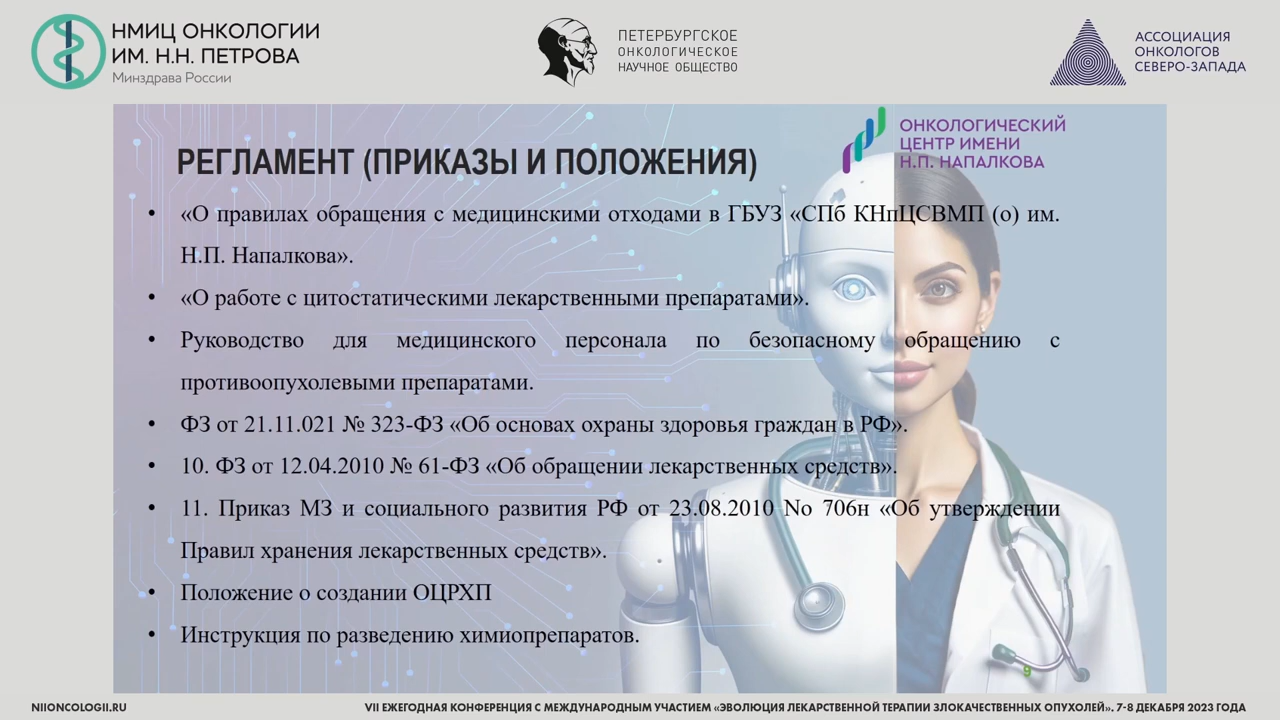 НМИЦ ОНКОЛОГИИ
ИМ. Н.Н. ПЕТРОВА
Минздрава России
ПЕТЕРБУРГСКОЕ
ОНКОЛОГИЧЕСКОЕ
НАУЧНОЕ ОБЩЕСТВО
АССОЦИАЦИЯ
ОНКОЛОГОВ
СЕВЕРО-ЗАПАДА
ОНКОЛОГИЧЕСКИЙ
ЦЕНТР ИМЕНИ
Н.П. НАПАЛКОВА
РЕГЛАМЕНТ (ПРИКАЗЫ И ПОЛОЖЕНИЯ)
• «О правилах обращения с медицинскими отходами в ГБУЗ «СПб КНпЦСВМП (о) им.
Н.П. Напалкова».
• «О работе с цитостатическими лекарственными препаратами».
• Руководство для медицинского персонала по безопасному обращению с
противоопухолевыми препаратами.
• ФЗ от 21.11.021 № 323-ФЗ «Об основах охраны здоровья граждан в РФ».
• 10. ФЗ от 12.04.2010 № 61-ФЗ «Об обращении лекарственных средств».
• 11. Приказ МЗ и социального развития РФ от 23.08.2010 No 706н «Об утверждении
Правил хранения лекарственных средств».
• Положение о создании ОЦРХП
• Инструкция по разведению химиопрепаратов.
NIIONCOLOGII.RU
VII ЕЖЕГОДНАЯ КОНФЕРЕНЦИЯ С МЕЖДУНАРОДНЫМ УЧАСТИЕМ «ЭВОЛЮЦИЯ ЛЕКАРСТВЕННОЙ ТЕРАПИИ ЗЛОКАЧЕСТВЕННЫХ ОПУХОЛЕЙ». 7-8 ДЕКАБРЯ 2023 ГОДА